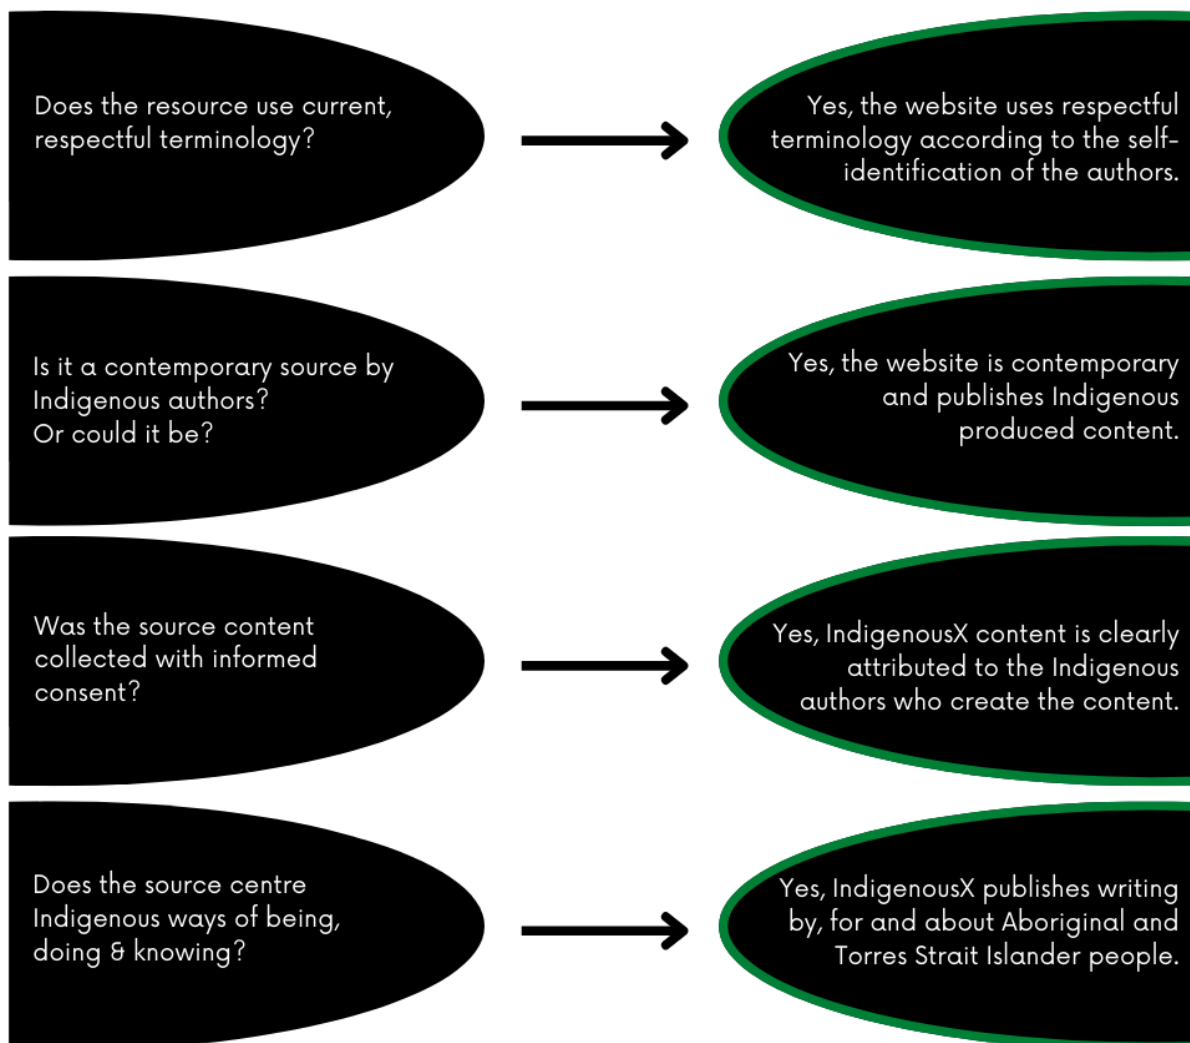 Does the resource use current,
respectful terminology?
Yes, the website uses respectful
terminology according to the self-
identification of the authors.
Is it a contemporary source by
Indigenous authors?
Or could it be?
Yes, the website is contemporary
and publishes Indigenous
produced content.
Was the source content
collected with informed
consent?
Yes, IndigenousX content is clearly
attributed to the Indigenous
authors who create the content.
Does the source centre
Indigenous ways of being,
doing & knowing?
Yes, IndigenousX publishes writing
by, for and about Aboriginal and
Torres Strait Islander people.